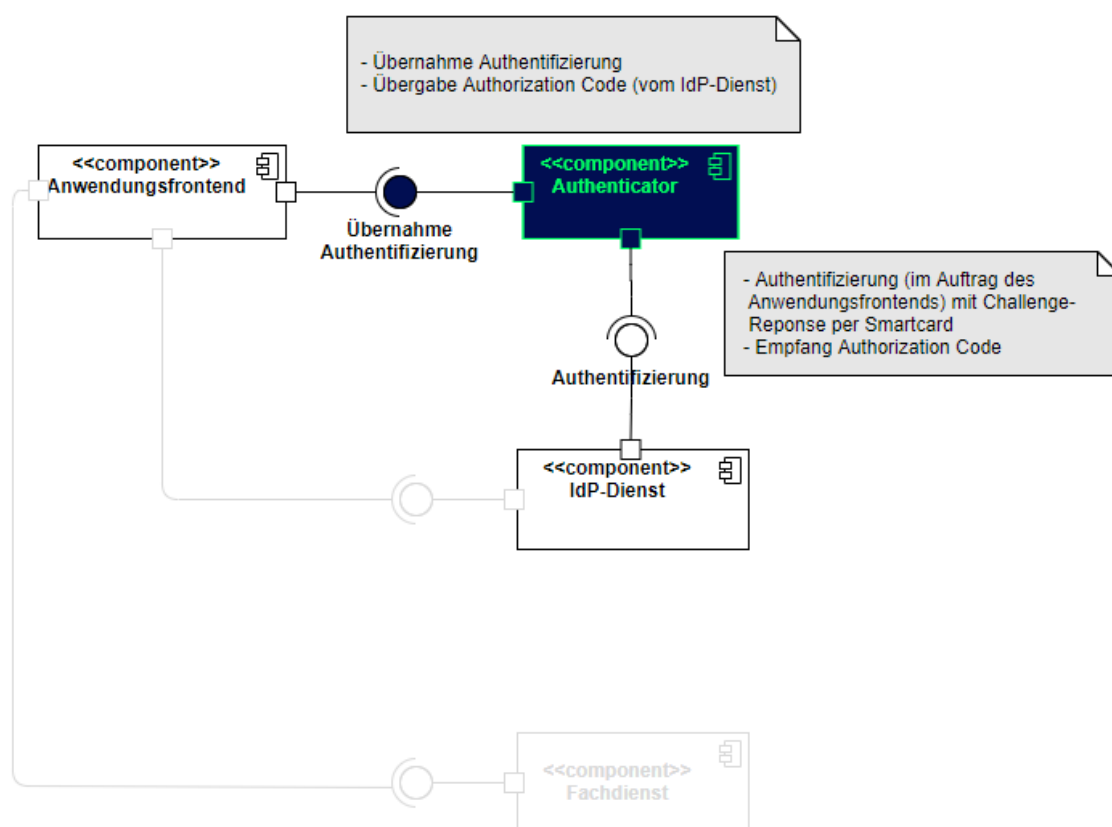 - Übernahme Authentifizierung
- Übergabe Authorization Code (vom IdP-Dienst)
<<component>>
Anwendungsfrontend
<<component>>
Authenticator
Übernahme
Authentifizierung
- Authentifizierung (im Auftrag des
Anwendungsfrontends) mit Challenge-
Reponse per Smartcard
- Empfang Authorization Code
Authentifizierung
<<component>>
IdP-Dienst
<<component>>
Fachdienst